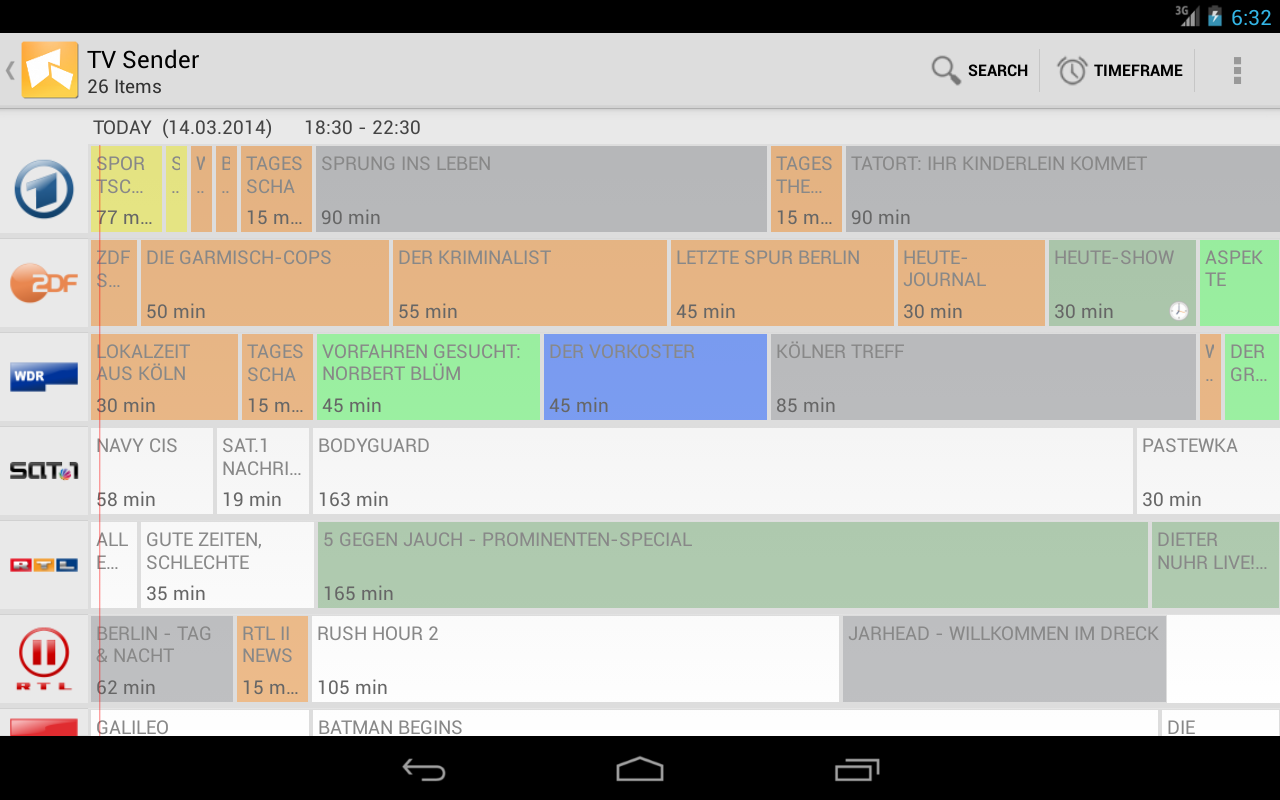 3G
6:32
TV Sender
26 Items
SEARCH
TIMEFRAME
TODAY (14.03.2014) 18:30 - 22:30
SPOR
TSC...
77 m...
S
..
W
..
B
..
TAGES
SCHA
15 m...
SPRUNG INS LEBEN
90 min
TAGES
THE...
15 m...
TATORT: IHR KINDERLEIN KOMMET
90 min
ZDF
ZDF
S...
DIE GARMISCH-COPS
50 min
DER KRIMINALIST
55 min
LETZTE SPUR BERLIN
45 min
HEUTE-
JOURNAL
30 min
HEUTE-SHOW
30 min
ASPEK
TE
WDR
LOKALZEIT
AUS KÖLN
30 min
TAGES
SCHA
15 m...
VORFAHREN GESUCHT:
NORBERT BLÜM
45 min
DER VORKOSTER
45 min
KÖLNER TREFF
85 min
W
..
DER
GR...
SAT.1
NAVY CIS
58 min
SAT.1
NACHRI...
19 min
BODYGUARD
163 min
PASTEWKA
30 min
RTL
ALL
E...
GUTE ZEITEN,
SCHLECHTE
35 min
5 GEGEN JAUCH - PROMINENTEN-SPECIAL
165 min
DIETER
NUHR LIVE!...
RTL
BERLIN - TAG
& NACHT
62 min
RTL II
NEWS
15 m...
RUSH HOUR 2
105 min
JARHEAD - WILLKOMMEN IM DRECK
GALILEO
BATMAN BEGINS
DIE